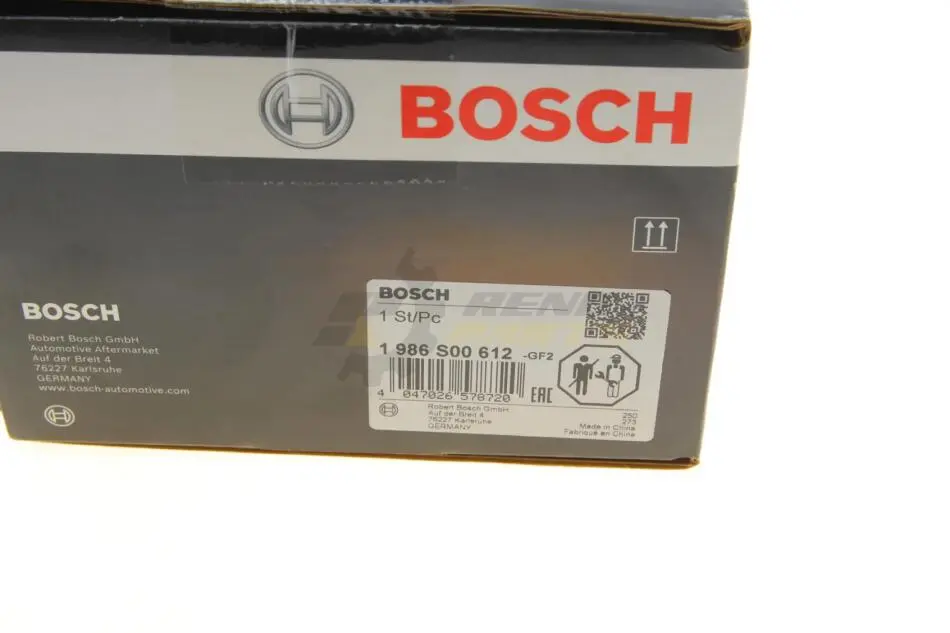 BOSCH
BOSCH
Robert Bosch GmbH
Automotive Aftermarket
Auf der Breit 4
76227 Karlsruhe
GERMANY
www.bosch-automotive.com
BOSCH
1 St/Pc
1 986 S00 612 -GF2
4 047026 578720
EAC
Robert Bosch GmbH
Auf der Breit 4
76227 Karlsruhe
GERMANY
250
273
Made in China
Fabriqué en Chine